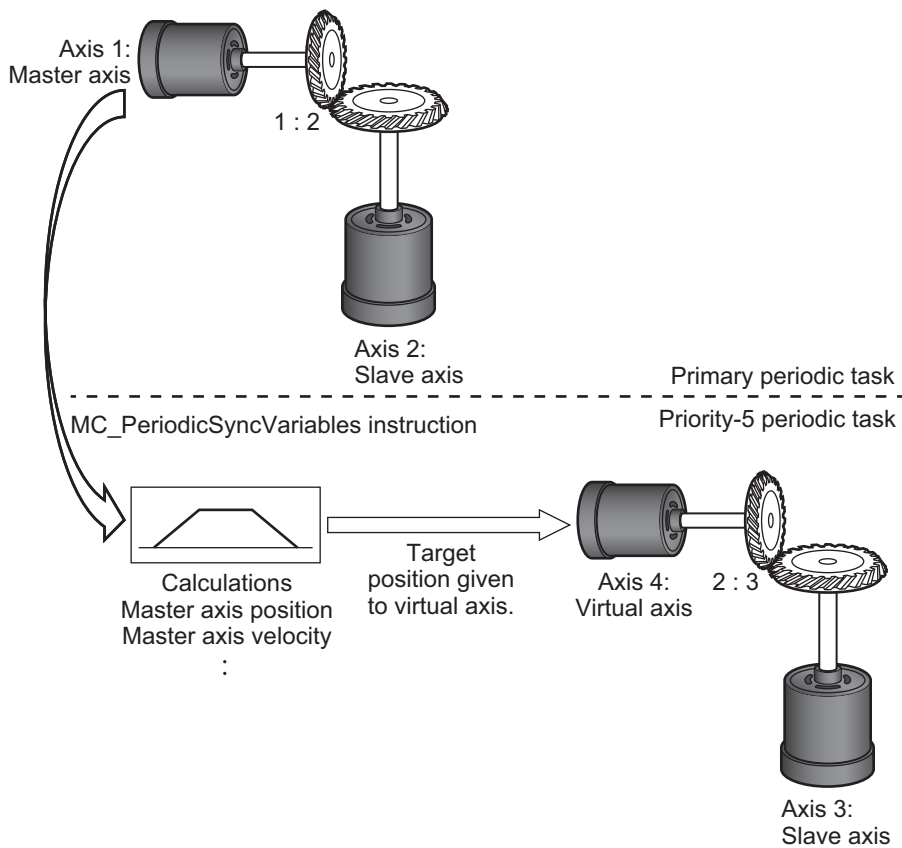 Axis 1:
Master axis
1 : 2
Axis 2:
Slave axis
Primary periodic task
MC_PeriodicSyncVariables instruction
Priority-5 periodic task
Calculations
Master axis position
Master axis velocity
:
Target
position given
to virtual axis.
Axis 4:
Virtual axis
2 : 3
Axis 3:
Slave axis